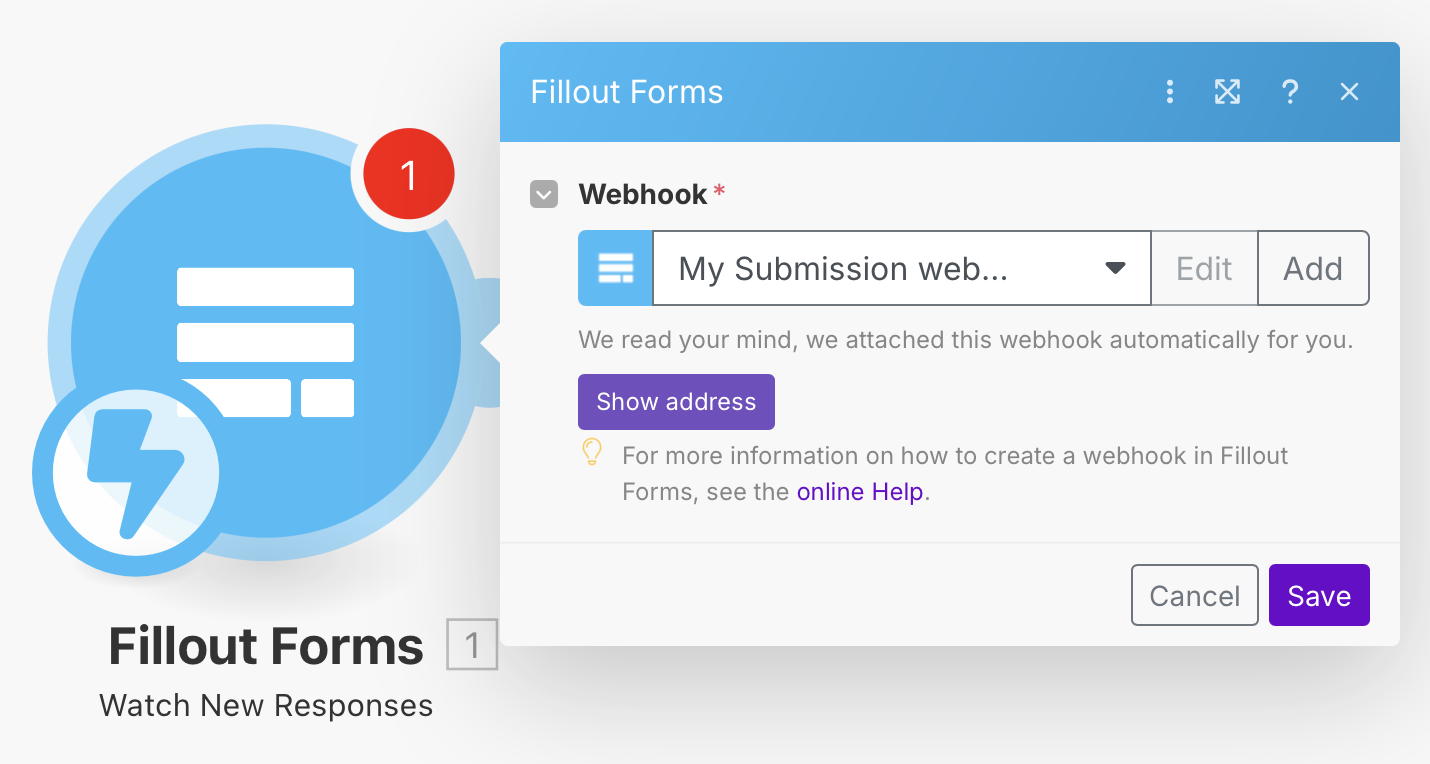 Fillout Forms
1
Webhook *
My Submission web...
Edit
Add
We read your mind, we attached this webhook automatically for you.
Show address
For more information on how to create a webhook in Fillout
Forms, see the online Help.
Cancel
Save
Fillout Forms 1
Watch New Responses